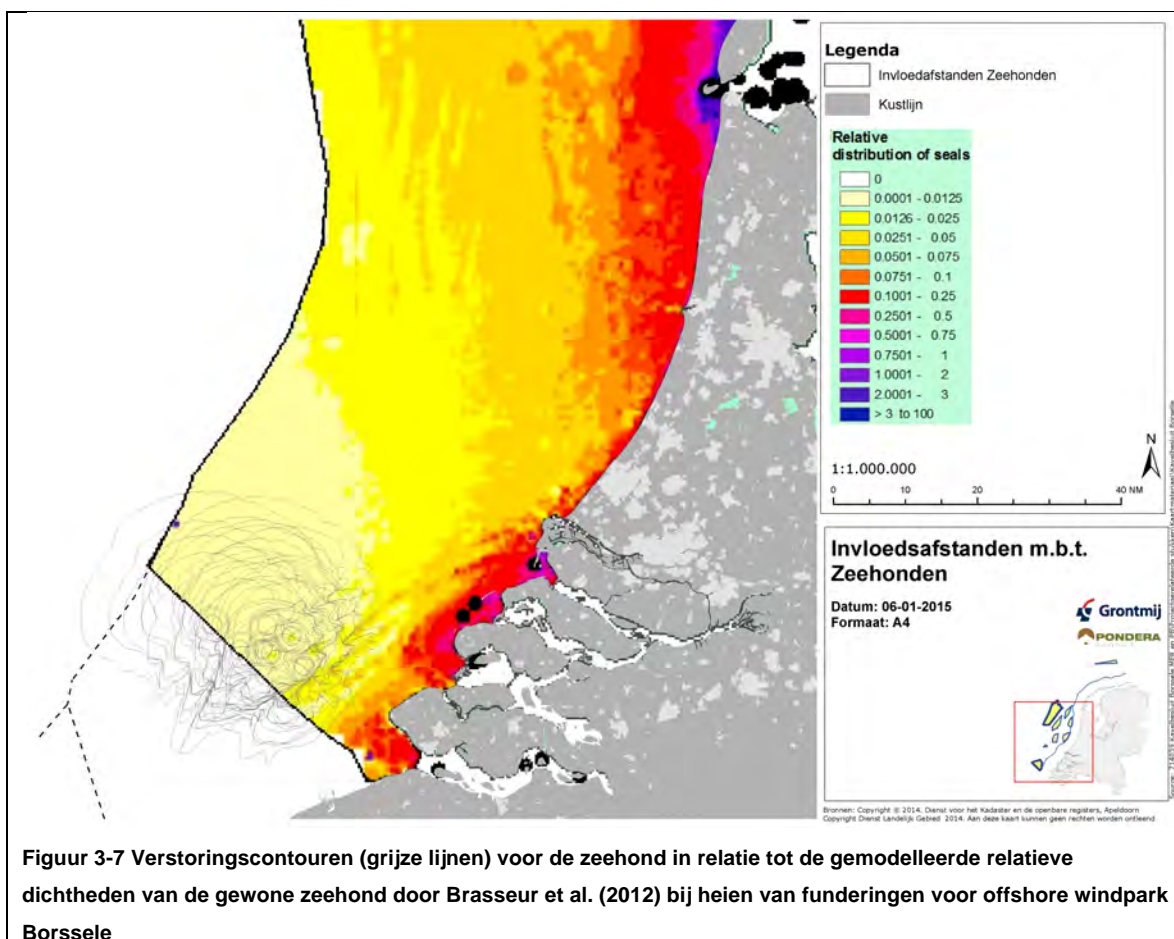 Legenda
Invloedafstanden Zeehonden
Kustlijn
Relative
distribution of seals
0
0.0001 - 0.0125
0.0126 - 0.025
0.0251 - 0.05
0.0501 - 0.075
0.0751 - 0.1
0.1001 - 0.25
0.2501 - 0.5
0.5001 - 0.75
0.7501 - 1
1.0001 - 2
2.0001 - 3
> 3 to 100
N
1:1.000.000
0 10 20 40 NM
Invloedsafstanden m.b.t.
Zeehonden
Datum: 06-01-2015
Formaat: A4
Grontmij
PONDERA
Bronnen: Copyright © 2014, Dienst voor het Kadaster en de openbare registers, Apeldoorn
Copyright Dienst Landelijk Gebied 2014. Aan deze kaart kunnen geen rechten worden ontleend
Figuur 3-7 Verstoringscontouren (grijze lijnen) voor de zeehond in relatie tot de gemodelleerde relatieve
dichtheden van de gewone zeehond door Brasseur et al. (2012) bij heien van funderingen voor offshore windpark
Borssele